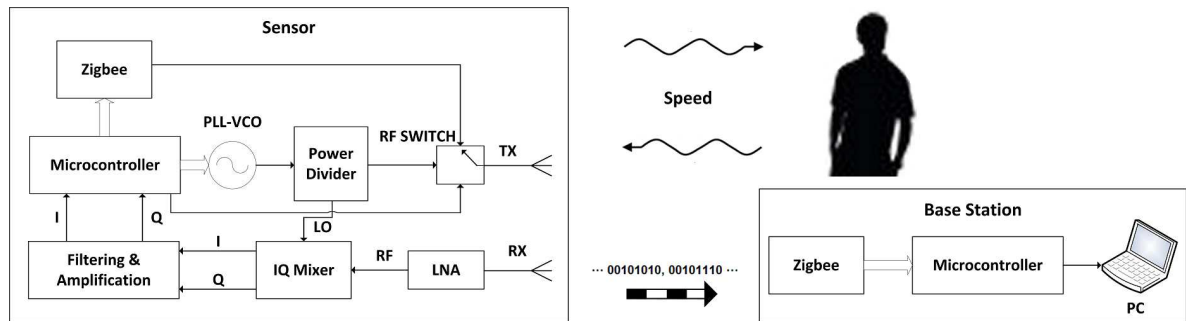 Sensor
Zigbee
PLL-VCO
RF SWITCH
Microcontroller
Power
Divider
TX
I
Q
LO
Filtering &
Amplification
I
Q
IQ Mixer
RF
LNA
RX
Speed
··· 00101010, 00101110 ···
Base Station
Zigbee
Microcontroller
PC